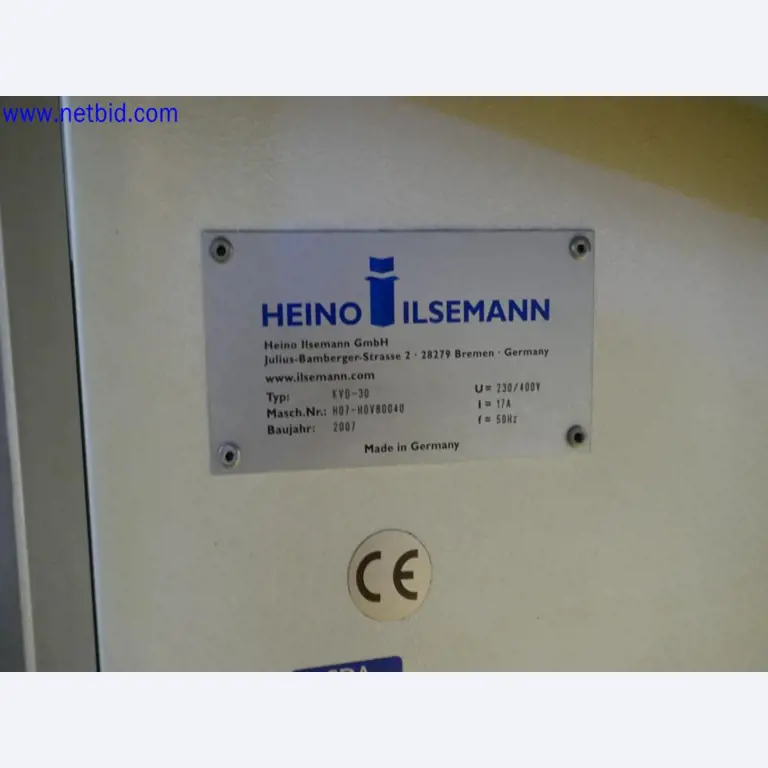 www.netbid.com
HEINO ILSEMANN
Heino Ilsemann GmbH
Julius-Bamberger-Strasse 2 · 28279 Bremen · Germany
www.ilsemann.com
Typ: KVD-30 U= 230/400V
Masch.Nr.: H07-HOV80040 I = 17A
Baujahr: 2007 f = 50Hz
Made in Germany
CE